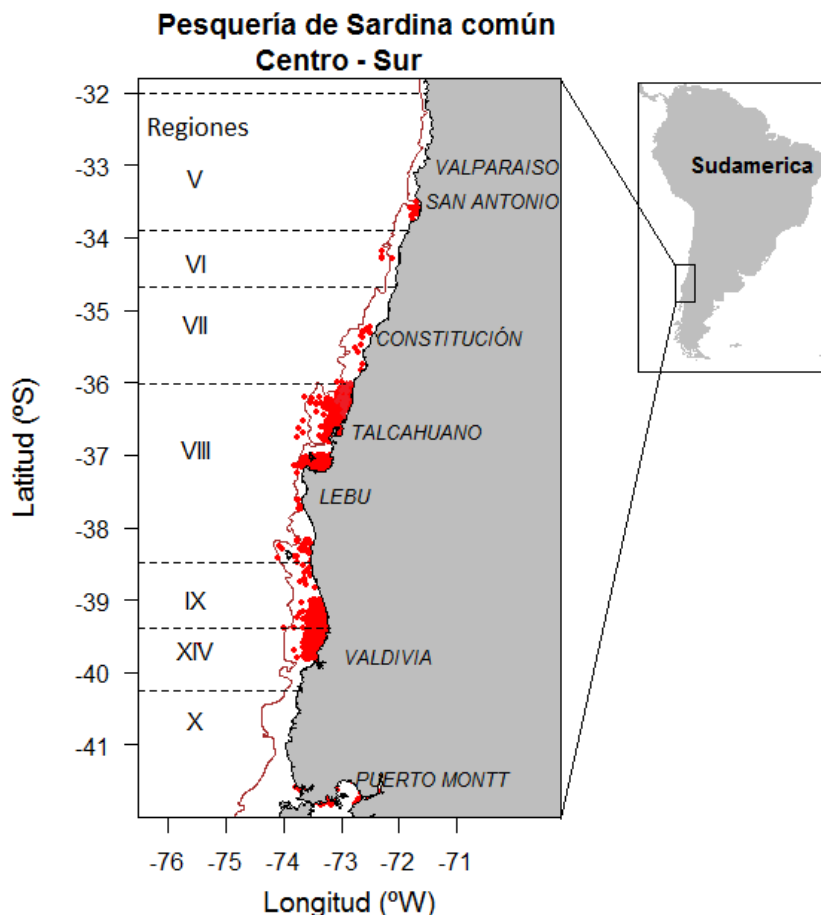 Pesquería de Sardina común
Centro - Sur
-32
Regiones
-33
V
VALPARAISO
SAN ANTONIO
-34
VI
-35
VII
CONSTITUCIÓN
-36
TALCAHUANO
VIII
-37
LEBU
-38
-39
IX
XIV
VALDIVIA
-40
X
-41
PUERTO MONTT
-76 -75 -74 -73 -72 -71
Longitud (ºW)
Latitud (ºS)
Sudamerica